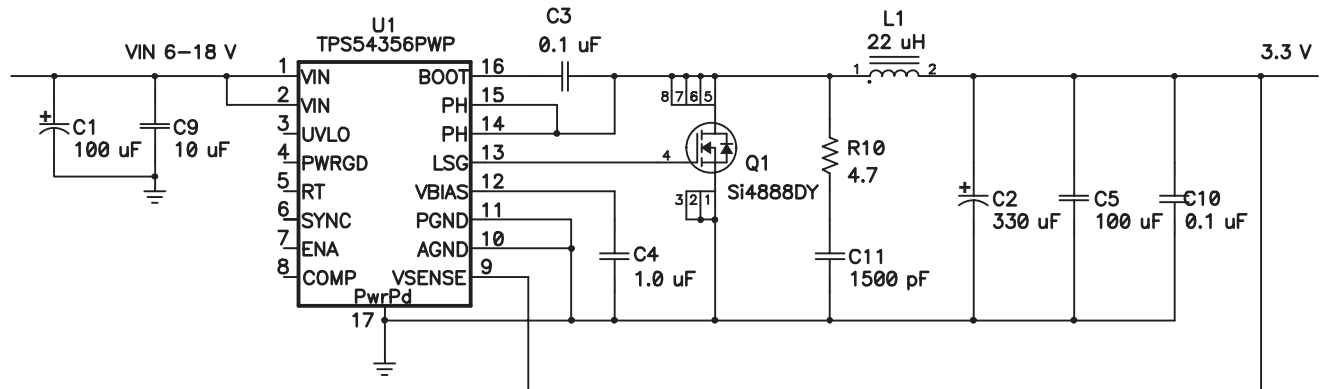 C3
0.1 uF
L1
22 uH
1
2
U1
TPS54356PWP
VIN 6-18 V
3.3 V
1 VIN
2 VIN
3 UVLO
4 PWRGD
5 RT
6 SYNC
7 ENA
8 COMP
BOOT 16
PH 15
PH 14
LSG 13
VBIAS 12
PGND 11
AGND 10
VSENSE 9
PwrPd
17
+
C1
100 uF
C9
10 uF
8 7 6 5
4
Q1
Si4888DY
3 2 1
R10
4.7
C4
1.0 uF
C11
1500 pF
+
C2
330 uF
C5
100 uF
C10
0.1 uF